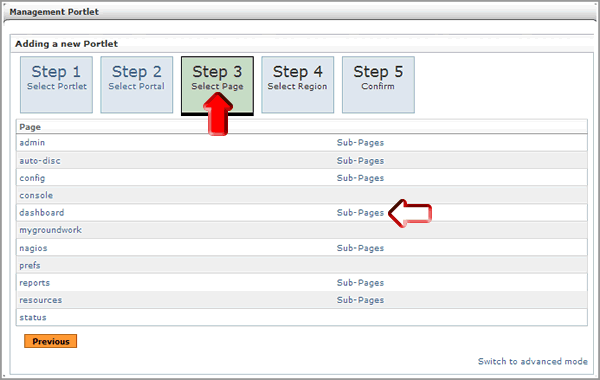 Management Portlet
Adding a new Portlet
Step 1
Select Portlet
Step 2
Select Portal
Step 3
Select Page
Step 4
Select Region
Step 5
Confirm
Page
admin Sub-Pages
auto-disc Sub-Pages
config Sub-Pages
console
dashboard Sub-Pages
mygroundwork
nagios Sub-Pages
prefs
reports Sub-Pages
resources Sub-Pages
status
Previous
Switch to advanced mode